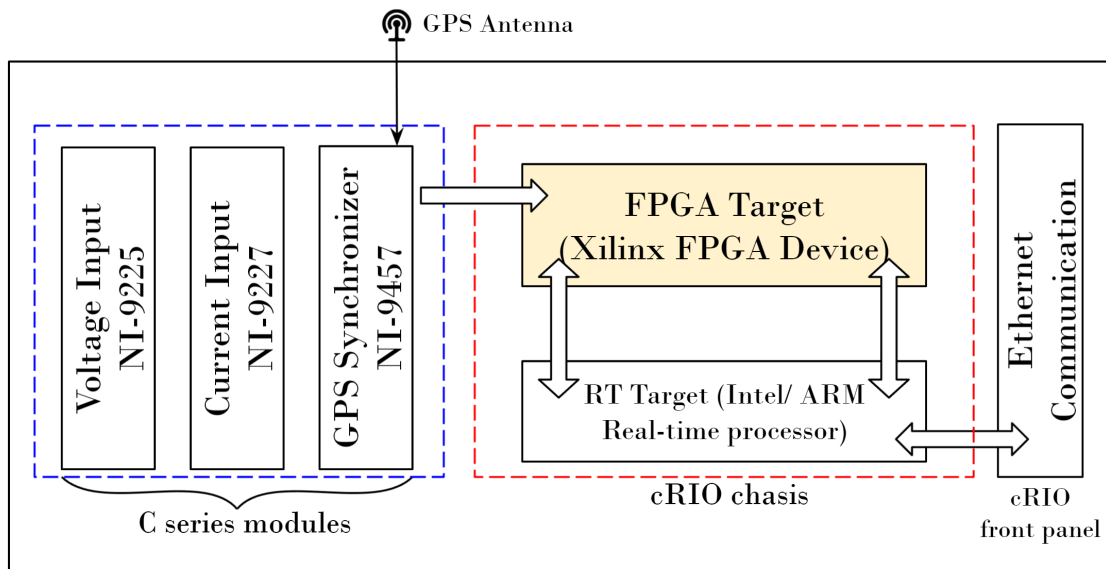 GPS Antenna
Voltage Input
NI-9225
Current Input
NI-9227
GPS Synchronizer
NI-9457
FPGA Target
(Xilinx FPGA Device)
RT Target (Intel/ ARM
Real-time processor)
Ethernet
Communication
C series modules
cRIO chasis
cRIO
front panel